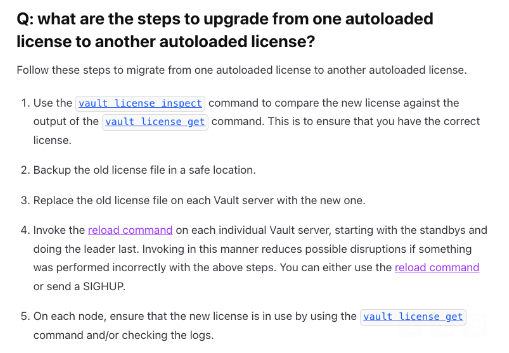 Q: what are the steps to upgrade from one autoloaded
license to another autoloaded license?
Follow these steps to migrate from one autoloaded license to another autoloaded license.
1. Use the vault license inspect command to compare the new license against the
output of the vault license get command. This is to ensure that you have the correct
license.
2. Backup the old license file in a safe location.
3. Replace the old license file on each Vault server with the new one.
4. Invoke the reload command on each individual Vault server, starting with the standbys and
doing the leader last. Invoking in this manner reduces possible disruptions if something
was performed incorrectly with the above steps. You can either use the reload command
or send a SIGHUP.
5. On each node, ensure that the new license is in use by using the vault license get
command and/or checking the logs.